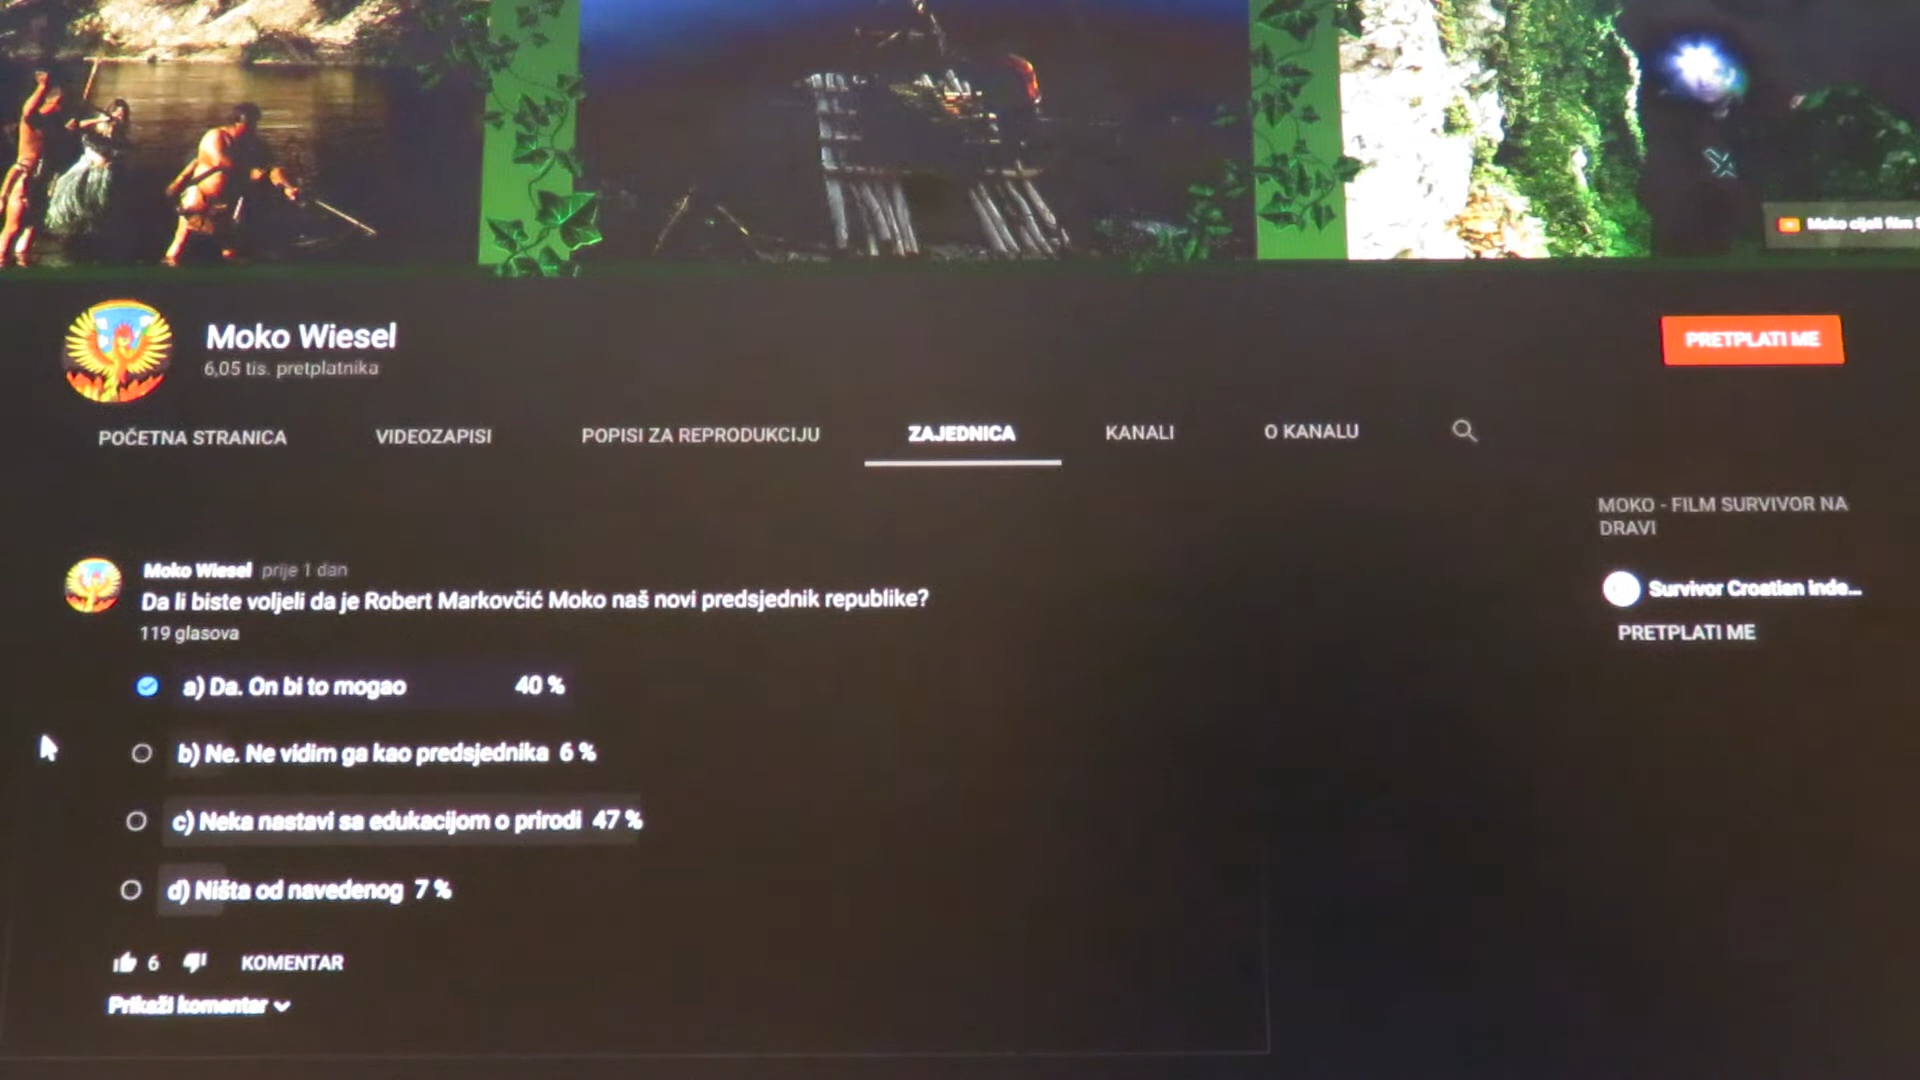 Moko cijeli film
Moko Wiesel
6,05 tis. pretplatnika
PRETPLATI ME
POČETNA STRANICA
VIDEOZAPISI
POPISI ZA REPRODUKCIJU
ZAJEDNICA
KANALI
O KANALU
MOKO - FILM SURVIVOR NA
DRAVI
Survivor Croatian inde...
PRETPLATI ME
Moko Wiesel prije 1 dan
Da li biste voljeli da je Robert Markovčić Moko naš novi predsjednik republike?
119 glasova
a) Da. On bi to mogao 40 %
b) Ne. Ne vidim ga kao predsjednika 6 %
c) Neka nastavi sa edukacijom o prirodi 47 %
d) Ništa od navedenog 7 %
6 KOMENTAR
Prikaži komentar